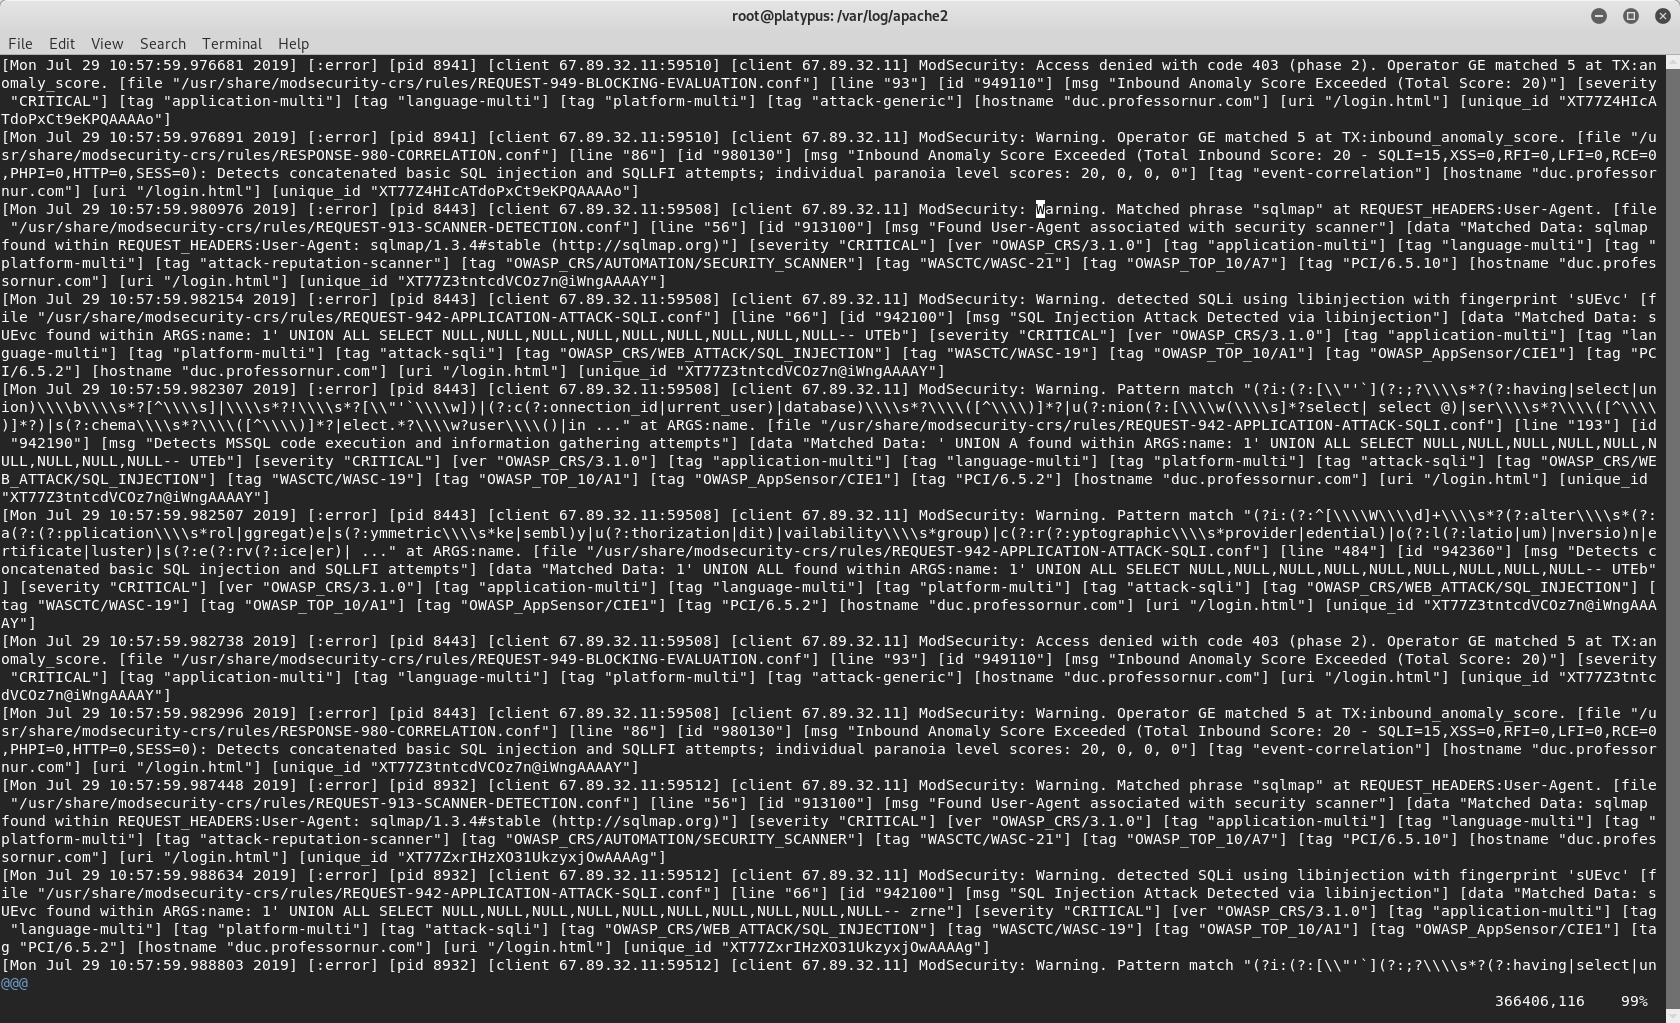 root@platypus: /var/log/apache2
File Edit View Search Terminal Help
[Mon Jul 29 10:57:59.976681 2019] [:error] [pid 8941] [client 67.89.32.11:59510] [client 67.89.32.11] ModSecurity: Access denied with code 403 (phase 2). Operator GE matched 5 at TX:an
omaly_score. [file "/usr/share/modsecurity-crs/rules/REQUEST-949-BLOCKING-EVALUATION.conf"] [line "93"] [id "949110"] [msg "Inbound Anomaly Score Exceeded (Total Score: 20)"] [severity
 "CRITICAL"] [tag "application-multi"] [tag "language-multi"] [tag "platform-multi"] [tag "attack-generic"] [hostname "duc.professornur.com"] [uri "/login.html"] [unique_id "XT77Z4HIcA
TdoPxCt9eKPQAAAAo"]
[Mon Jul 29 10:57:59.976891 2019] [:error] [pid 8941] [client 67.89.32.11:59510] [client 67.89.32.11] ModSecurity: Warning. Operator GE matched 5 at TX:inbound_anomaly_score. [file "/u
sr/share/modsecurity-crs/rules/RESPONSE-980-CORRELATION.conf"] [line "86"] [id "980130"] [msg "Inbound Anomaly Score Exceeded (Total Inbound Score: 20 - SQLI=15,XSS=0,RFI=0,LFI=0,RCE=0
,PHPI=0,HTTP=0,SESS=0): Detects concatenated basic SQL injection and SQLLFI attempts; individual paranoia level scores: 20, 0, 0, 0"] [tag "event-correlation"] [hostname "duc.professor
nur.com"] [uri "/login.html"] [unique_id "XT77Z4HIcATdoPxCt9eKPQAAAAo"]
[Mon Jul 29 10:57:59.980976 2019] [:error] [pid 8443] [client 67.89.32.11:59508] [client 67.89.32.11] ModSecurity: Warning. Matched phrase "sqlmap" at REQUEST_HEADERS:User-Agent. [file
 "/usr/share/modsecurity-crs/rules/REQUEST-913-SCANNER-DETECTION.conf"] [line "56"] [id "913100"] [msg "Found User-Agent associated with security scanner"] [data "Matched Data: sqlmap 
found within REQUEST_HEADERS:User-Agent: sqlmap/1.3.4#stable (http://sqlmap.org)"] [severity "CRITICAL"] [ver "OWASP_CRS/3.1.0"] [tag "application-multi"] [tag "language-multi"] [tag "
platform-multi"] [tag "attack-reputation-scanner"] [tag "OWASP_CRS/AUTOMATION/SECURITY_SCANNER"] [tag "WASCTC/WASC-21"] [tag "OWASP_TOP_10/A7"] [tag "PCI/6.5.10"] [hostname "duc.profes
sornur.com"] [uri "/login.html"] [unique_id "XT77Z3tntcdVCOz7n@iWngAAAAY"]
[Mon Jul 29 10:57:59.982154 2019] [:error] [pid 8443] [client 67.89.32.11:59508] [client 67.89.32.11] ModSecurity: Warning. detected SQLi using libinjection with fingerprint 'sUEvc' [f
ile "/usr/share/modsecurity-crs/rules/REQUEST-942-APPLICATION-ATTACK-SQLI.conf"] [line "66"] [id "942100"] [msg "SQL Injection Attack Detected via libinjection"] [data "Matched Data: s
UEvc found within ARGS:name: 1' UNION ALL SELECT NULL,NULL,NULL,NULL,NULL,NULL,NULL,NULL,NULL-- UTEb"] [severity "CRITICAL"] [ver "OWASP_CRS/3.1.0"] [tag "application-multi"] [tag "lan
guage-multi"] [tag "platform-multi"] [tag "attack-sqli"] [tag "OWASP_CRS/WEB_ATTACK/SQL_INJECTION"] [tag "WASCTC/WASC-19"] [tag "OWASP_TOP_10/A1"] [tag "OWASP_AppSensor/CIE1"] [tag "PC
I/6.5.2"] [hostname "duc.professornur.com"] [uri "/login.html"] [unique_id "XT77Z3tntcdVCOz7n@iWngAAAAY"]
[Mon Jul 29 10:57:59.982307 2019] [:error] [pid 8443] [client 67.89.32.11:59508] [client 67.89.32.11] ModSecurity: Warning. Pattern match "(?i:(?:[\\"'`](?:;?\\\\s*?(?:having|select|un
ion)\\\\b\\\\s*?[^\\\\s]|\\\\s*?!\\\\s*?[\\"'`\\\\w])|(?:c(?:onnection_id|urrent_user)|database)\\\\s*?\\\\([^\\\\)]*?|u(?:nion(?:[\\\\w(\\\\s]*?select| select @)|ser\\\\s*?\\\\([^\\\\
)]*?)|s(?:chema\\\\s*?\\\\([^\\\\)]*?|elect.*?\\\\w?user\\\\()|in ..." at ARGS:name. [file "/usr/share/modsecurity-crs/rules/REQUEST-942-APPLICATION-ATTACK-SQLI.conf"] [line "193"] [id
 "942190"] [msg "Detects MSSQL code execution and information gathering attempts"] [data "Matched Data: ' UNION A found within ARGS:name: 1' UNION ALL SELECT NULL,NULL,NULL,NULL,NULL,N
ULL,NULL,NULL,NULL-- UTEb"] [severity "CRITICAL"] [ver "OWASP_CRS/3.1.0"] [tag "application-multi"] [tag "language-multi"] [tag "platform-multi"] [tag "attack-sqli"] [tag "OWASP_CRS/WE
B_ATTACK/SQL_INJECTION"] [tag "WASCTC/WASC-19"] [tag "OWASP_TOP_10/A1"] [tag "OWASP_AppSensor/CIE1"] [tag "PCI/6.5.2"] [hostname "duc.professornur.com"] [uri "/login.html"] [unique_id 
"XT77Z3tntcdVCOz7n@iWngAAAAY"]
[Mon Jul 29 10:57:59.982507 2019] [:error] [pid 8443] [client 67.89.32.11:59508] [client 67.89.32.11] ModSecurity: Warning. Pattern match "(?i:(?:^[\\\\W\\\\d]+\\\\s*?(?:alter\\\\s*(?:
a(?:(?:pplication\\\\s*rol|ggregat)e|s(?:ymmetric\\\\s*ke|sembl)y|u(?:thorization|dit)|vailability\\\\s*group)|c(?:r(?:yptographic\\\\s*provider|edential)|o(?:l(?:latio|um)|nversio)n|e
rtificate|luster)|s(?:e(?:rv(?:ice|er)| ..." at ARGS:name. [file "/usr/share/modsecurity-crs/rules/REQUEST-942-APPLICATION-ATTACK-SQLI.conf"] [line "484"] [id "942360"] [msg "Detects c
oncatenated basic SQL injection and SQLLFI attempts"] [data "Matched Data: 1' UNION ALL found within ARGS:name: 1' UNION ALL SELECT NULL,NULL,NULL,NULL,NULL,NULL,NULL,NULL,NULL-- UTEb"
] [severity "CRITICAL"] [ver "OWASP_CRS/3.1.0"] [tag "application-multi"] [tag "language-multi"] [tag "platform-multi"] [tag "attack-sqli"] [tag "OWASP_CRS/WEB_ATTACK/SQL_INJECTION"] [
tag "WASCTC/WASC-19"] [tag "OWASP_TOP_10/A1"] [tag "OWASP_AppSensor/CIE1"] [tag "PCI/6.5.2"] [hostname "duc.professornur.com"] [uri "/login.html"] [unique_id "XT77Z3tntcdVCOz7n@iWngAAA
AY"]
[Mon Jul 29 10:57:59.982738 2019] [:error] [pid 8443] [client 67.89.32.11:59508] [client 67.89.32.11] ModSecurity: Access denied with code 403 (phase 2). Operator GE matched 5 at TX:an
omaly_score. [file "/usr/share/modsecurity-crs/rules/REQUEST-949-BLOCKING-EVALUATION.conf"] [line "93"] [id "949110"] [msg "Inbound Anomaly Score Exceeded (Total Score: 20)"] [severity
 "CRITICAL"] [tag "application-multi"] [tag "language-multi"] [tag "platform-multi"] [tag "attack-generic"] [hostname "duc.professornur.com"] [uri "/login.html"] [unique_id "XT77Z3tntc
dVCOz7n@iWngAAAAY"]
[Mon Jul 29 10:57:59.982996 2019] [:error] [pid 8443] [client 67.89.32.11:59508] [client 67.89.32.11] ModSecurity: Warning. Operator GE matched 5 at TX:inbound_anomaly_score. [file "/u
sr/share/modsecurity-crs/rules/RESPONSE-980-CORRELATION.conf"] [line "86"] [id "980130"] [msg "Inbound Anomaly Score Exceeded (Total Inbound Score: 20 - SQLI=15,XSS=0,RFI=0,LFI=0,RCE=0
,PHPI=0,HTTP=0,SESS=0): Detects concatenated basic SQL injection and SQLLFI attempts; individual paranoia level scores: 20, 0, 0, 0"] [tag "event-correlation"] [hostname "duc.professor
nur.com"] [uri "/login.html"] [unique_id "XT77Z3tntcdVCOz7n@iWngAAAAY"]
[Mon Jul 29 10:57:59.987448 2019] [:error] [pid 8932] [client 67.89.32.11:59512] [client 67.89.32.11] ModSecurity: Warning. Matched phrase "sqlmap" at REQUEST_HEADERS:User-Agent. [file
 "/usr/share/modsecurity-crs/rules/REQUEST-913-SCANNER-DETECTION.conf"] [line "56"] [id "913100"] [msg "Found User-Agent associated with security scanner"] [data "Matched Data: sqlmap 
found within REQUEST_HEADERS:User-Agent: sqlmap/1.3.4#stable (http://sqlmap.org)"] [severity "CRITICAL"] [ver "OWASP_CRS/3.1.0"] [tag "application-multi"] [tag "language-multi"] [tag "
platform-multi"] [tag "attack-reputation-scanner"] [tag "OWASP_CRS/AUTOMATION/SECURITY_SCANNER"] [tag "WASCTC/WASC-21"] [tag "OWASP_TOP_10/A7"] [tag "PCI/6.5.10"] [hostname "duc.profes
sornur.com"] [uri "/login.html"] [unique_id "XT77ZxrIHzXO31UkzyxjOwAAAAg"]
[Mon Jul 29 10:57:59.988634 2019] [:error] [pid 8932] [client 67.89.32.11:59512] [client 67.89.32.11] ModSecurity: Warning. detected SQLi using libinjection with fingerprint 'sUEvc' [f
ile "/usr/share/modsecurity-crs/rules/REQUEST-942-APPLICATION-ATTACK-SQLI.conf"] [line "66"] [id "942100"] [msg "SQL Injection Attack Detected via libinjection"] [data "Matched Data: s
UEvc found within ARGS:name: 1' UNION ALL SELECT NULL,NULL,NULL,NULL,NULL,NULL,NULL,NULL,NULL,NULL-- zrne"] [severity "CRITICAL"] [ver "OWASP_CRS/3.1.0"] [tag "application-multi"] [tag
 "language-multi"] [tag "platform-multi"] [tag "attack-sqli"] [tag "OWASP_CRS/WEB_ATTACK/SQL_INJECTION"] [tag "WASCTC/WASC-19"] [tag "OWASP_TOP_10/A1"] [tag "OWASP_AppSensor/CIE1"] [ta
g "PCI/6.5.2"] [hostname "duc.professornur.com"] [uri "/login.html"] [unique_id "XT77ZxrIHzXO31UkzyxjOwAAAAg"]
[Mon Jul 29 10:57:59.988803 2019] [:error] [pid 8932] [client 67.89.32.11:59512] [client 67.89.32.11] ModSecurity: Warning. Pattern match "(?i:(?:[\\"'`](?:;?\\\\s*?(?:having|select|un
@@@
366406,116 99%